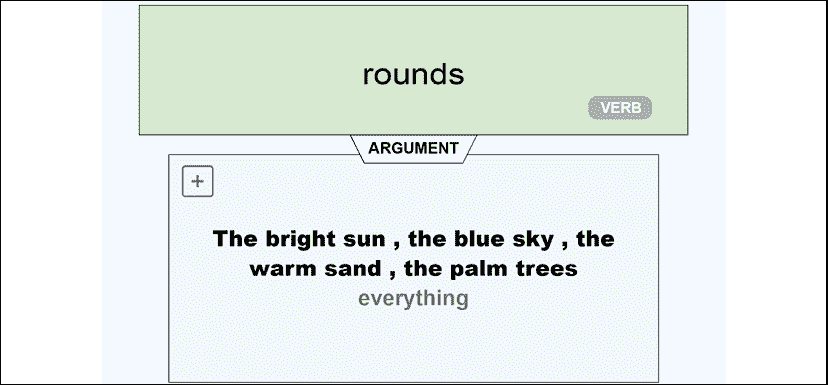 rounds
VERB
ARGUMENT
+
The bright sun , the blue sky , the
warm sand , the palm trees
everything